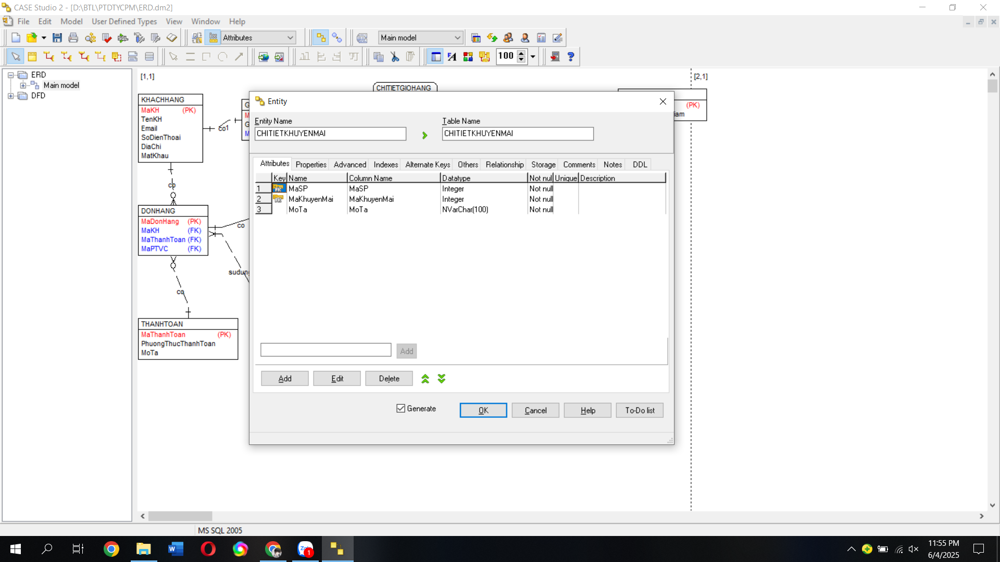 CASE Studio 2 - [D:\BTL\PTDTYCPM\ERD.dm2]
File Edit Model User Defined Types View Window Help
Attributes
Main model
100
ERD
Main model
DFD
[1,1]
[2,1]
CHITIETGIOHANG
KHACHHANG
MaKH (PK)
TenKH
Email
SoDienThoai
DiaChi
MatKhau
co1
(PK)
iam
co
DONHANG
MaDonHang (PK)
MaKH (FK)
MaThanhToan (FK)
MaPTVC (FK)
co
sudung
co
THANHTOAN
MaThanhToan (PK)
PhuongThucThanhToan
MoTa
Entity
Entity Name
Table Name
CHITIETKHUYENMAI
CHITIETKHUYENMAI
Attributes Properties Advanced Indexes Alternate Keys Others Relationship Storage Comments Notes DDL
Key Name Column Name Datatype Not nul Unique Description
1 MaSP MaSP Integer Not null
2 MaKhuyenMai MaKhuyenMai Integer Not null
3 MoTa MoTa NVarChar(100) Not null
Add
Add Edit Delete
Generate
OK Cancel Help To-Do list
MS SQL 2005
1
11:55 PM
6/4/2025